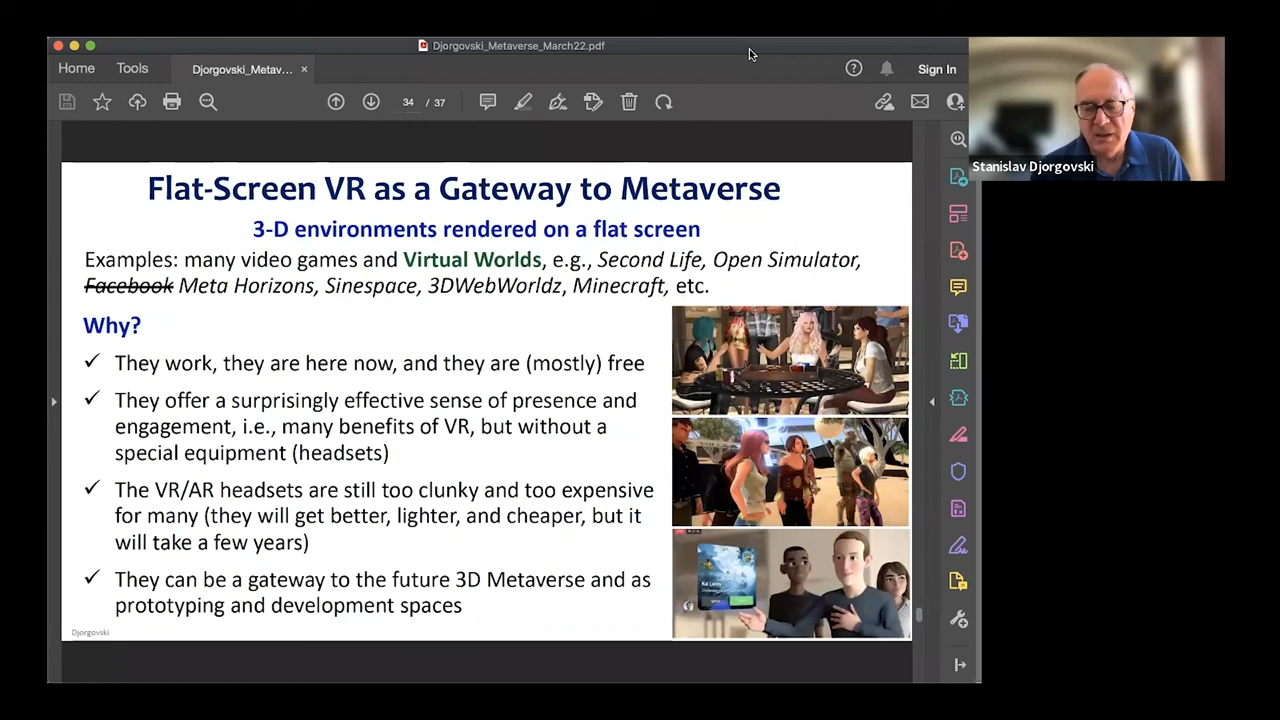 Djorgovski_Metaverse_March22.pdf
Home
Tools
Djorgovski_Metav... ×
Sign In
34 / 37
Stanislav Djorgovski
Flat-Screen VR as a Gateway to Metaverse
3-D environments rendered on a flat screen
Examples: many video games and Virtual Worlds, e.g., Second Life, Open Simulator,
Facebook Meta Horizons, Sinespace, 3DWebWorldz, Minecraft, etc.
Why?
✓ They work, they are here now, and they are (mostly) free
✓ They offer a surprisingly effective sense of presence and
engagement, i.e., many benefits of VR, but without a
special equipment (headsets)
✓ The VR/AR headsets are still too clunky and too expensive
for many (they will get better, lighter, and cheaper, but it
will take a few years)
✓ They can be a gateway to the future 3D Metaverse and as
prototyping and development spaces
Kai Lenny
Djorgovski